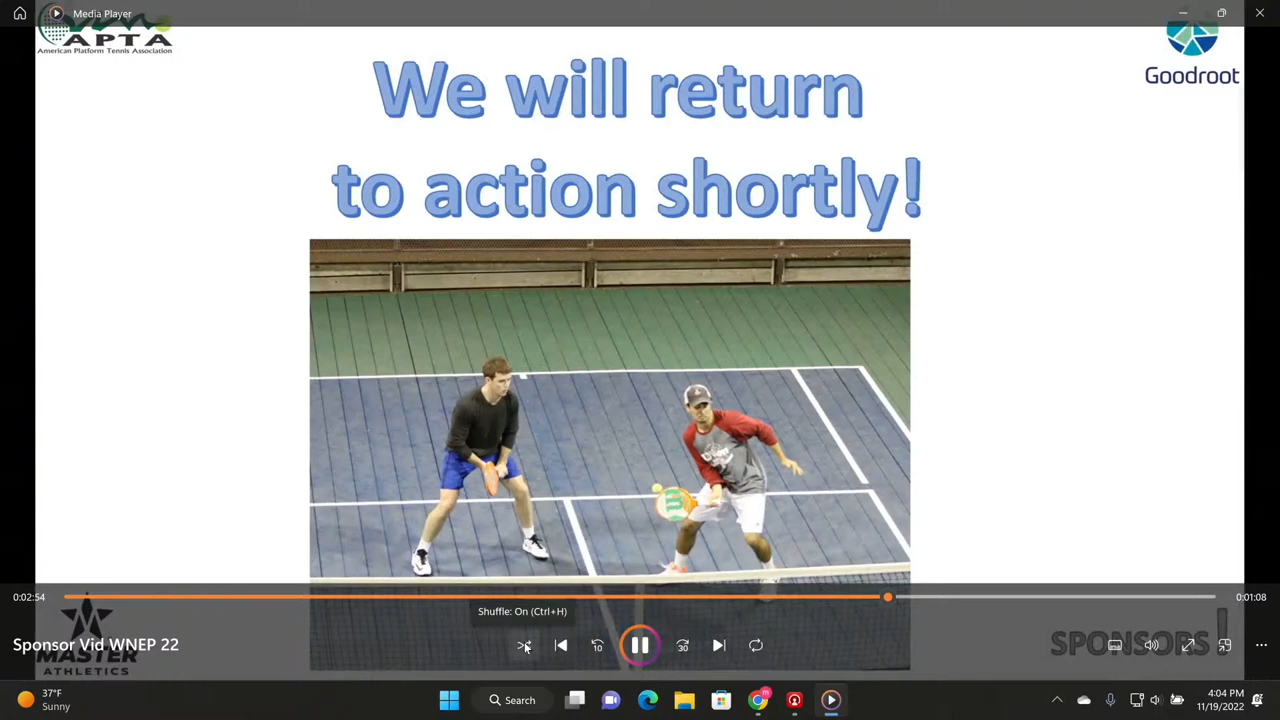 Media Player
APTA
American Platform Tennis Association
Goodroot
We will return
to action shortly!
0:02:54
0:01:08
Shuffle: On (Ctrl+H)
Sponsor Vid WNEP 22
10
30
MASTER
ATHLETICS
SPONSORS!
37°F
Sunny
Search
4:04 PM
11/19/2022